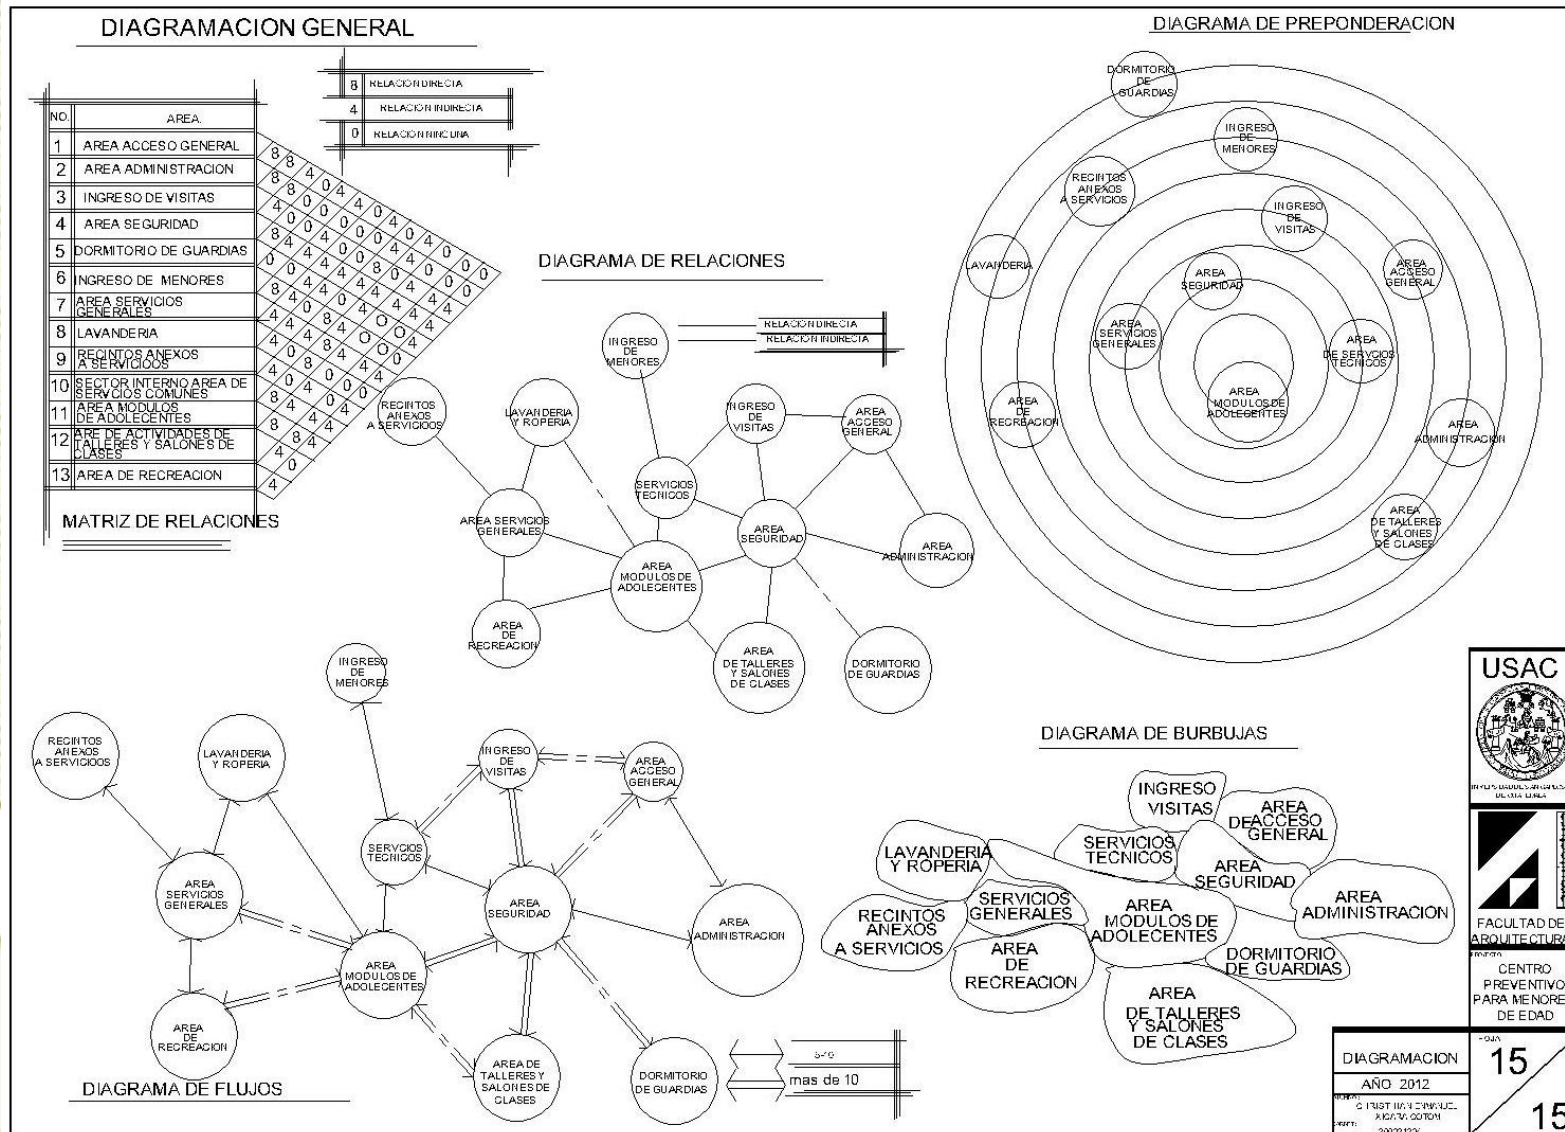 DIAGRAMACION GENERAL
8 RELACION DIRECTA
4 RELACION INDIRECTA
0 RELACION NINGUNA
NO. AREA
1 AREA ACCESO GENERAL
2 AREA ADMINISTRACION
3 INGRESO DE VISITAS
4 AREA SEGURIDAD
5 DORMITORIO DE GUARDIAS
6 INGRESO DE MENORES
7 AREA SERVICIOS
GENERALES
8 LAVANDERIA
9 RECINTOS ANEXOS
A SERVICIOOS
10 SECTOR INTERNO AREA DE
SERVCIOS COMUNES
11 AREA MODULOS
DE ADOLECENTES
12 ARE DE ACTIVIDADES DE
TALLERES Y SALONES DE
CLASES
13 AREA DE RECREACION
MATRIZ DE RELACIONES
DIAGRAMA DE RELACIONES
RELACION DIRECTA
RELACION INDIRECTA
INGRESO
DE
MENORES
RECINTOS
ANEXOS
A SERVICIOOS
LAVANDERIA
Y ROPERIA
INGRESO
DE
VISITAS
AREA
ACCESO
GENERAL
SERVICIOS
TECNICOS
AREA SERVICIOS
GENERALES
AREA
SEGURIDAD
AREA
ADMINISTRACION
AREA
MODULOS DE
ADOLECENTES
AREA
DE
RECREACION
AREA
DE TALLERES
Y SALONES
DE CLASES
DORMITORIO
DE GUARDIAS
DIAGRAMA DE PREPONDERACION
DORMITORIO
DE
GUARDIAS
INGRESO
DE
MENORES
RECINTOS
ANEXOS
A SERVICIOS
INGRESO
DE
VISITAS
LAVANDERIA
AREA
SEGURIDAD
AREA
ACCESO
GENERAL
AREA
SERVICIOS
GENERALES
AREA
DE SERVCIOS
TECNICOS
AREA
MODULOS DE
ADOLECENTES
AREA
DE
RECREACION
AREA
ADMINISTRACION
AREA
DE TALLERES
Y SALONES
DE CLASES
INGRESO
DE
MENORES
RECINTOS
ANEXOS
A SERVICIOOS
LAVANDERIA
Y ROPERIA
INGRESO
DE
VISITAS
AREA
ACCESO
GENERAL
SERVCIOS
TECNICOS
AREA
SERVICIOS
GENERALES
AREA
SEGURIDAD
AREA
ADMINISTRACION
AREA
MODULOS DE
ADOLECENTES
AREA
DE
RECREACION
AREA DE
TALLERES Y
SALONES DE
CLASES
DORMITORIO
DE GUARDIAS
mas de 10
DIAGRAMA DE FLUJOS
DIAGRAMA DE BURBUJAS
INGRESO
VISITAS
AREA
DE ACCESO
GENERAL
SERVICIOS
TECNICOS
LAVANDERIA
Y ROPERIA
AREA
SEGURIDAD
AREA
ADMINISTRACION
SERVICIOS
GENERALES
RECINTOS
ANEXOS
A SERVICIOS
AREA
MODULOS DE
ADOLECENTES
AREA
DE
RECREACION
DORMITORIO
DE GUARDIAS
AREA
DE TALLERES
Y SALONES
DE CLASES
USAC
FACULTAD DE
ARQUITECTURA
CENTRO
PREVENTIVO
PARA MENORE
DE EDAD
DIAGRAMACION
AÑO 2012
15
15